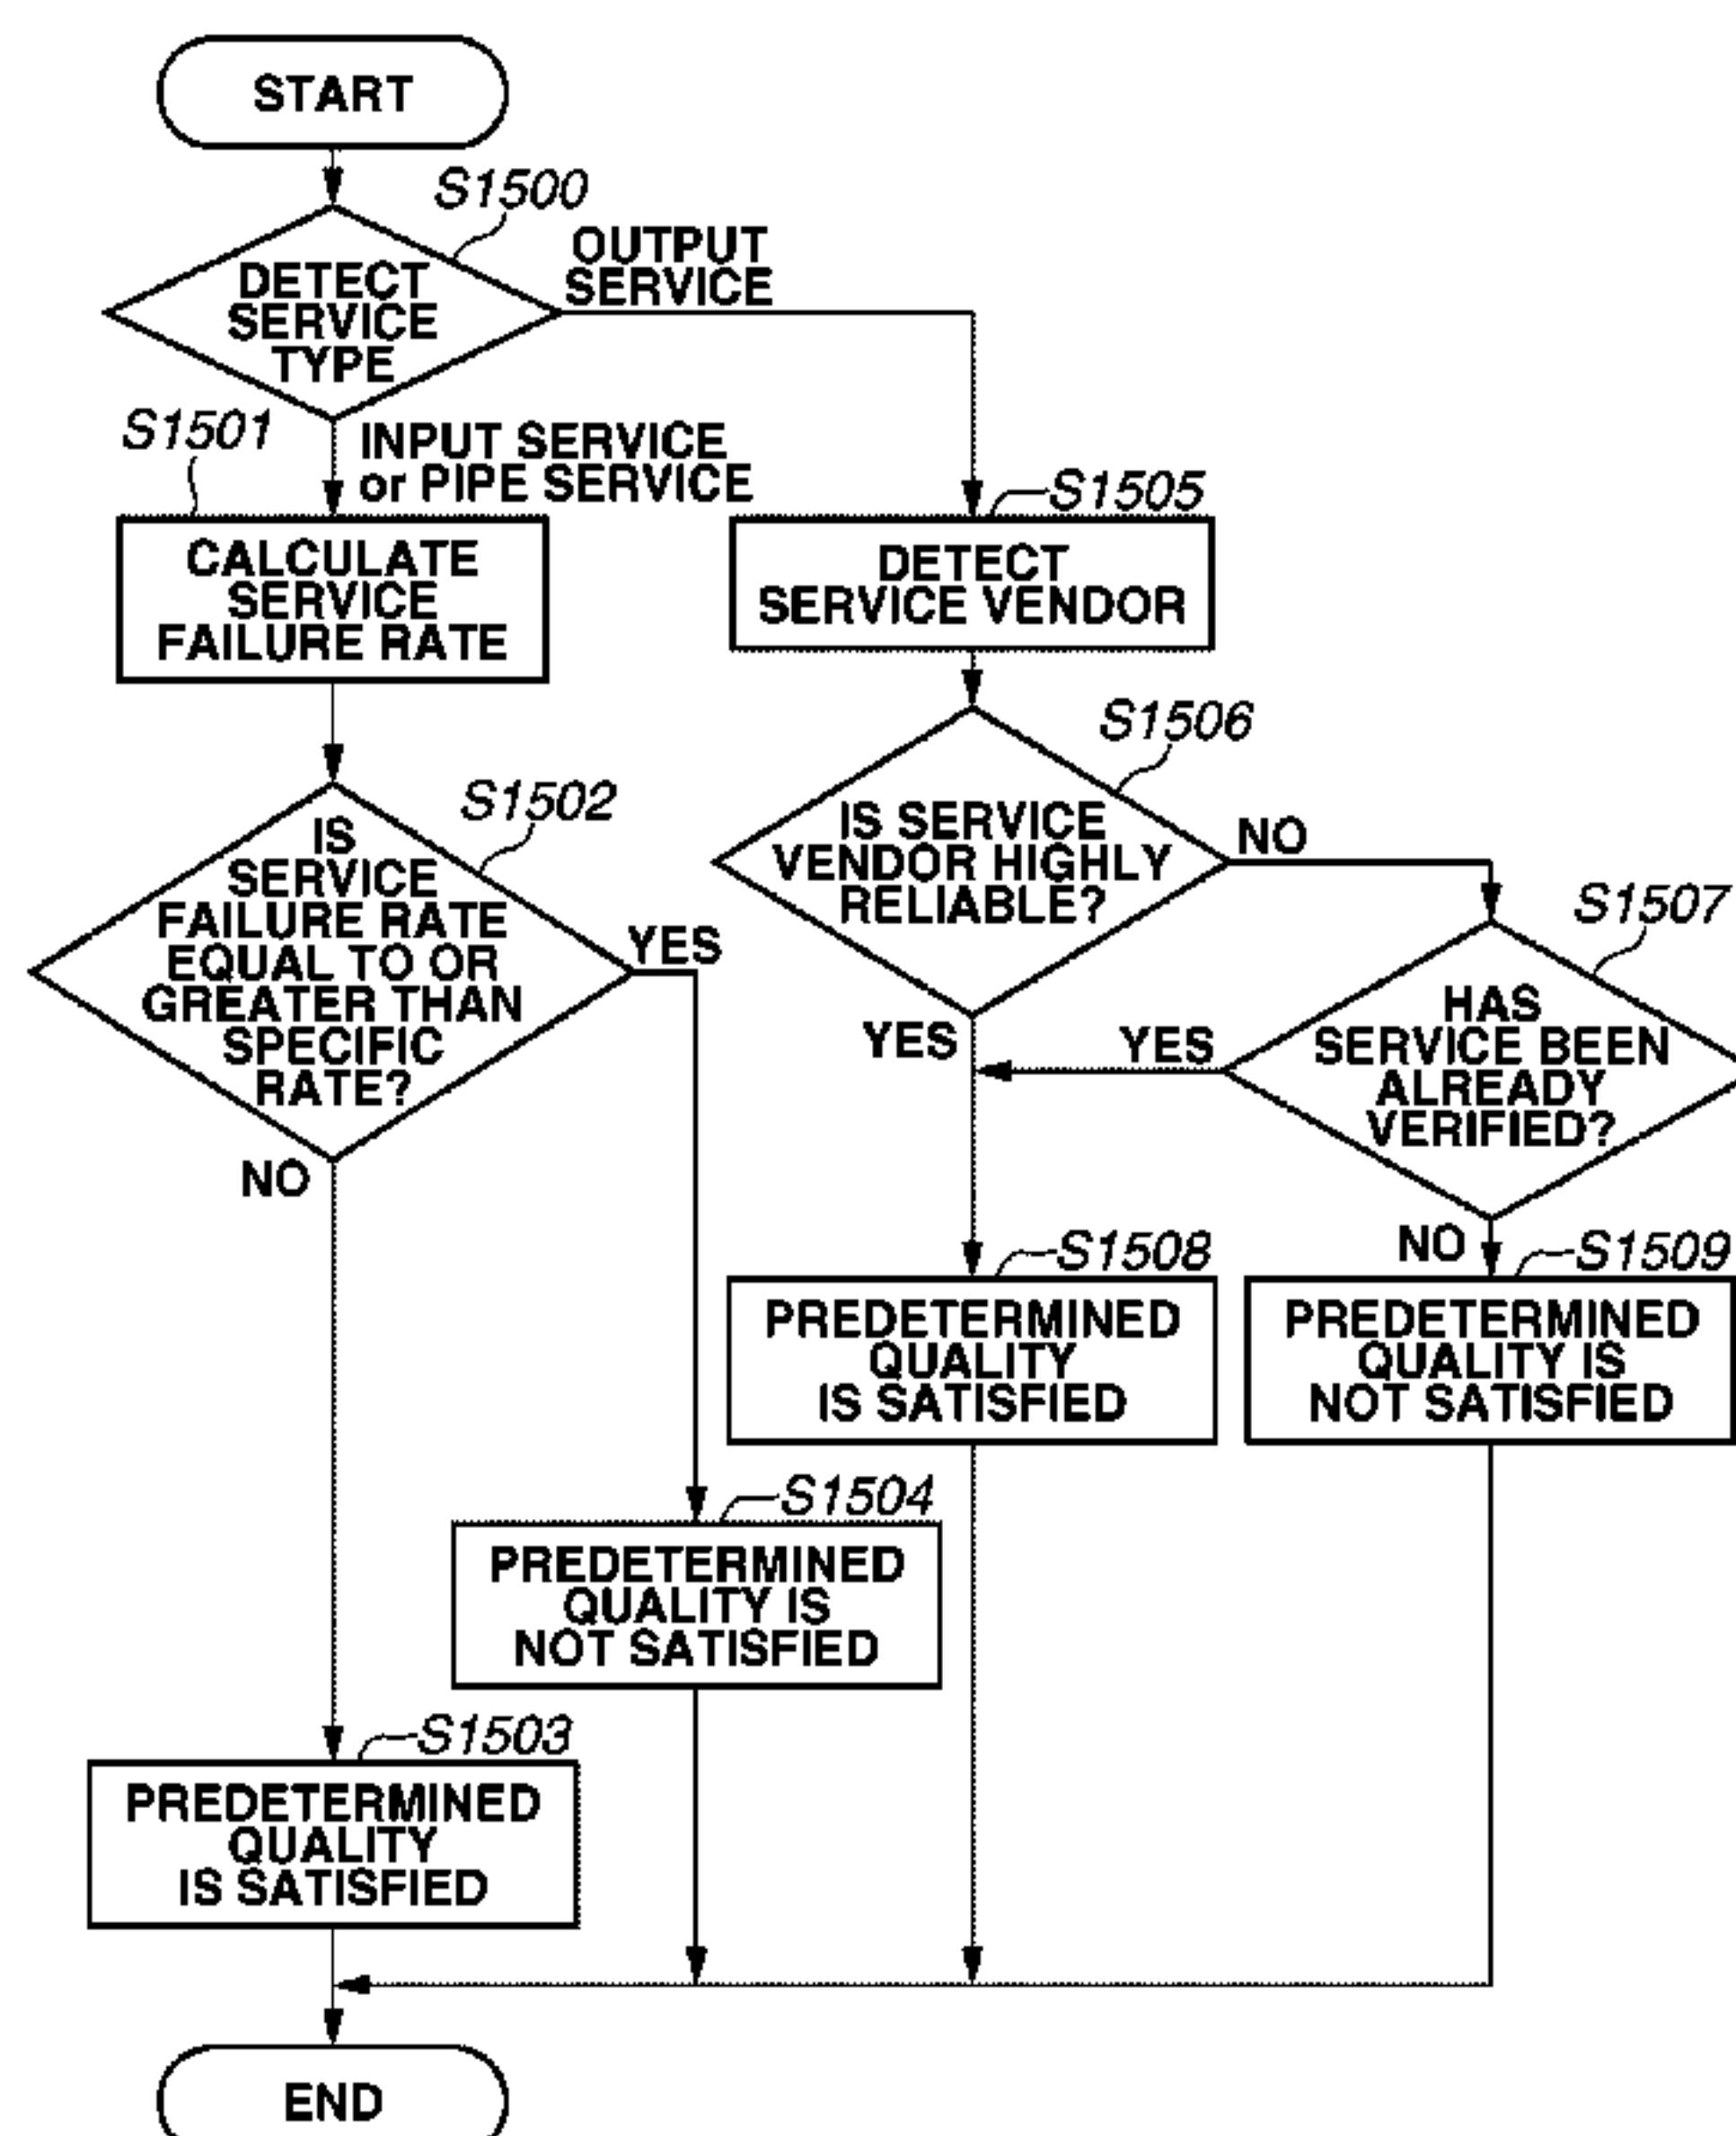 START
S1500
DETECT
SERVICE
TYPE
OUTPUT
SERVICE
S1501
INPUT SERVICE
or PIPE SERVICE
CALCULATE
SERVICE
FAILURE RATE
S1505
DETECT
SERVICE VENDOR
S1502
IS
SERVICE
FAILURE RATE
EQUAL TO OR
GREATER THAN
SPECIFIC
RATE?
YES
NO
S1506
IS SERVICE
VENDOR HIGHLY
RELIABLE?
NO
YES
S1507
HAS
SERVICE BEEN
ALREADY
VERIFIED?
YES
NO
S1508
PREDETERMINED
QUALITY
IS SATISFIED
S1509
PREDETERMINED
QUALITY IS
NOT SATISFIED
S1504
PREDETERMINED
QUALITY IS
NOT SATISFIED
S1503
PREDETERMINED
QUALITY
IS SATISFIED
END